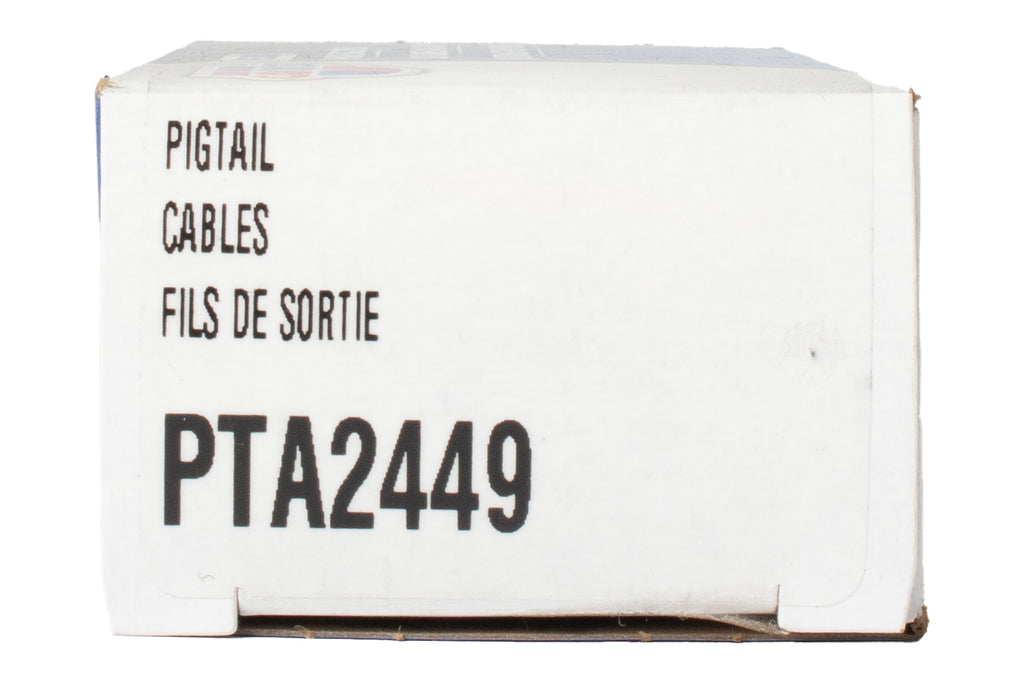 PIGTAIL
CABLES
FILS DE SORTIE
PTA2449